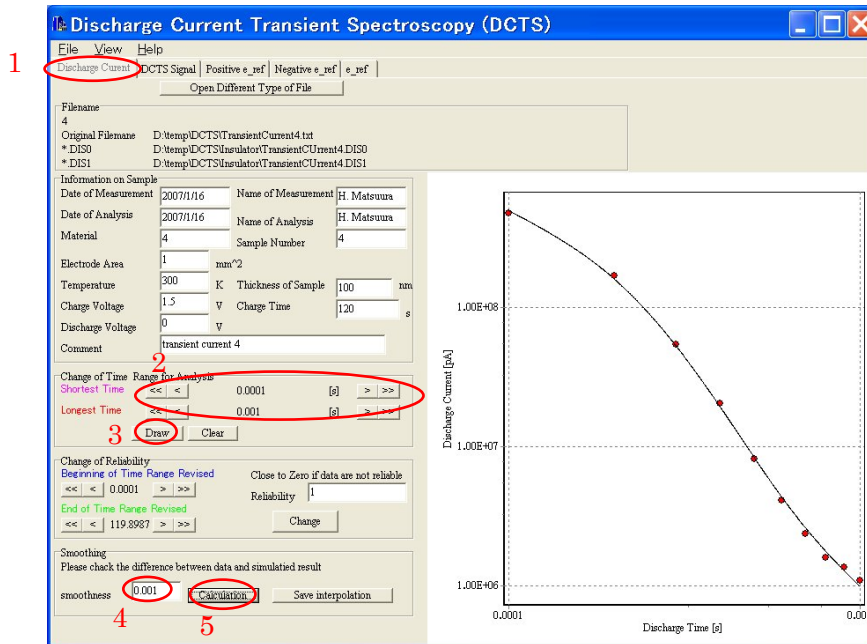 Discharge Current Transient Spectroscopy (DCTS)
File View Help
1
Discharge Curent DCTS Signal Positive e_ref Negative e_ref e_ref
Open Different Type of File
Filename
4
Original Filemane D:\temp\DCTS\TransientCurrent4.txt
*.DIS0 D:\temp\DCTS\Insulator\TransientCUrrent4.DIS0
*.DIS1 D:\temp\DCTS\Insulator\TransientCUrrent4.DIS1
Information on Sample
Date of Measurement 2007/1/16 Name of Measurement H. Matsuura
Date of Analysis 2007/1/16 Name of Analysis H. Matsuura
Material 4 Sample Number 4
Electrode Area 1 mm^2
Temperature 300 K Thickness of Sample 100 nm
Charge Voltage 1.5 V Charge Time 120 s
Discharge Voltage 0 V
Comment transient current 4
2
Change of Time Range for Analysis
Shortest Time << < 0.0001 [s] > >>
Longest Time << < 0.001 [s] > >>
3 Draw Clear
Change of Reliability
Beginning of Time Range Revised
<< < 0.0001 > >>
End of Time Range Revised
<< < 119.8987 > >>
Close to Zero if data are not reliable
Reliability 1
Change
Smoothing
Please chack the difference between data and simulatied result
smoothness 0.001 Calculation Save interpolation
4 5
Discharge Current [pA]
1.00E+08
1.00E+07
1.00E+06
0.0001
Discharge Time [s]